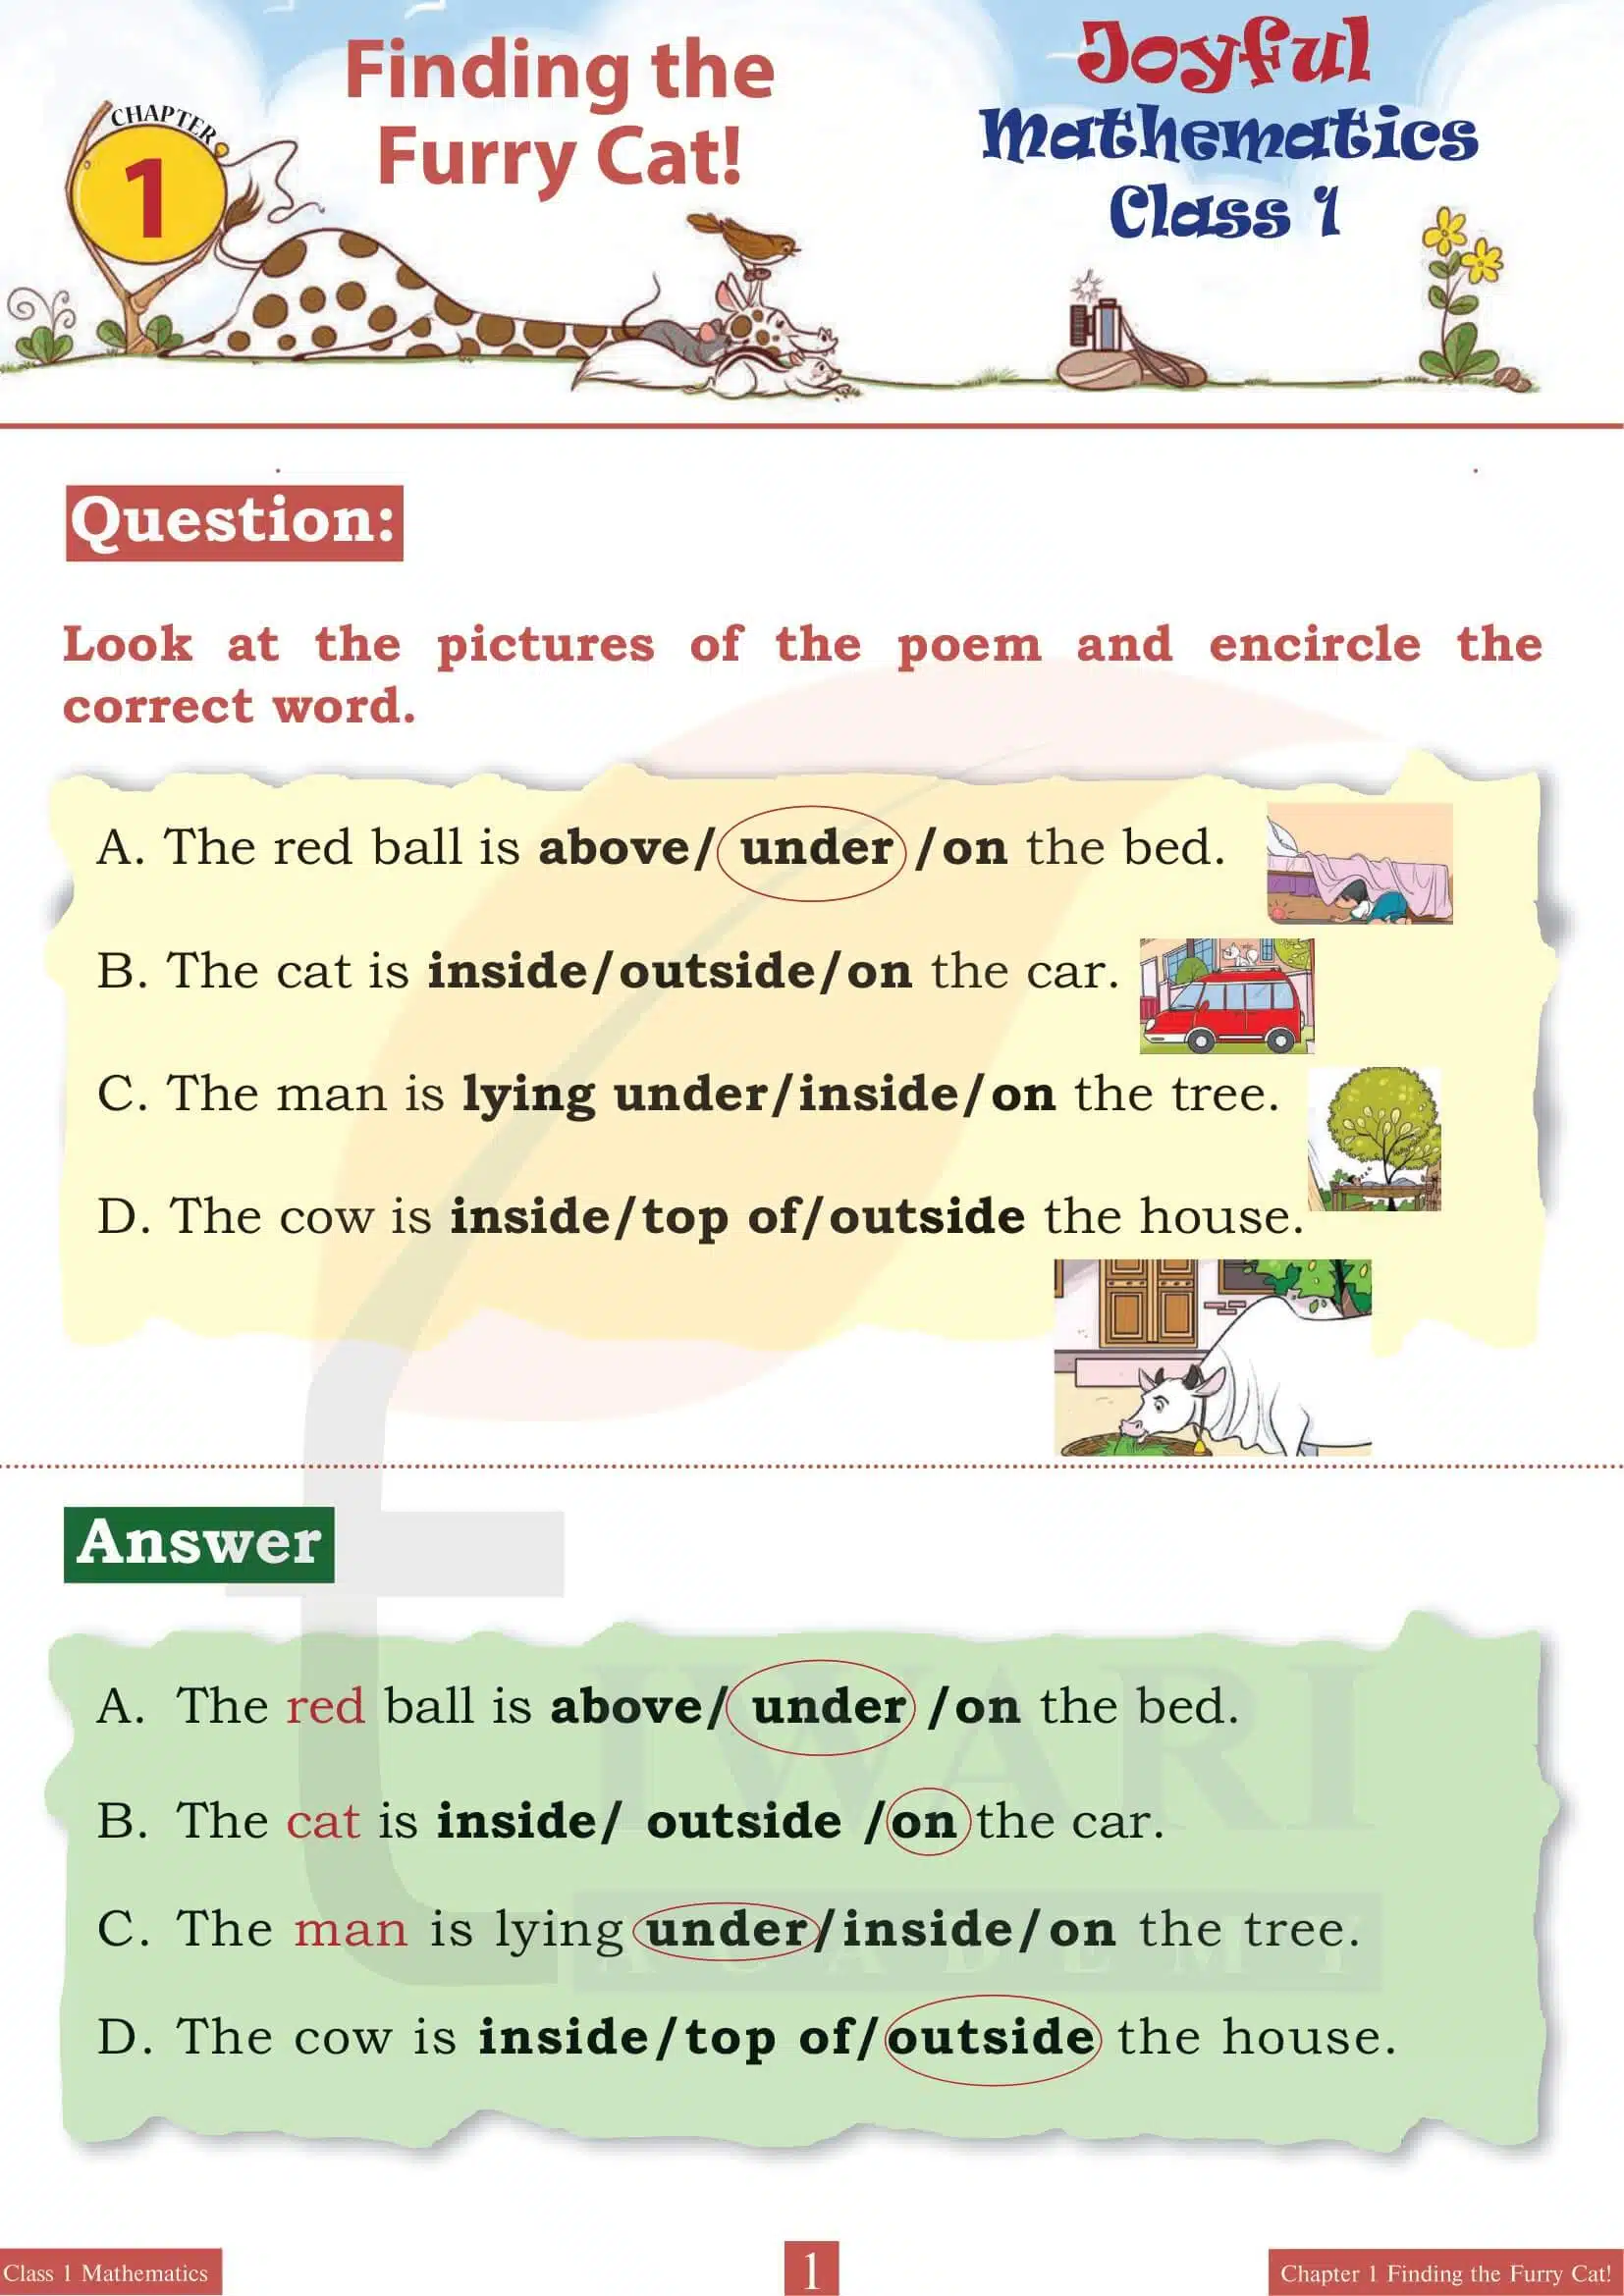 CHAPTER
1
Finding the
Furry Cat!
Joyful
Mathematics
Class 1
Question:
Look at the pictures of the poem and encircle the
correct word.
A. The red ball is above/ under /on the bed.
B. The cat is inside/outside/on the car.
C. The man is lying under/inside/on the tree.
D. The cow is inside/top of/outside the house.
Answer
A. The red ball is above/ under /on the bed.
B. The cat is inside/ outside /on the car.
C. The man is lying under/inside/on the tree.
D. The cow is inside/top of/outside the house.
TIWARI
ACADEMY
Class 1 Mathematics
1
Chapter 1 Finding the Furry Cat!